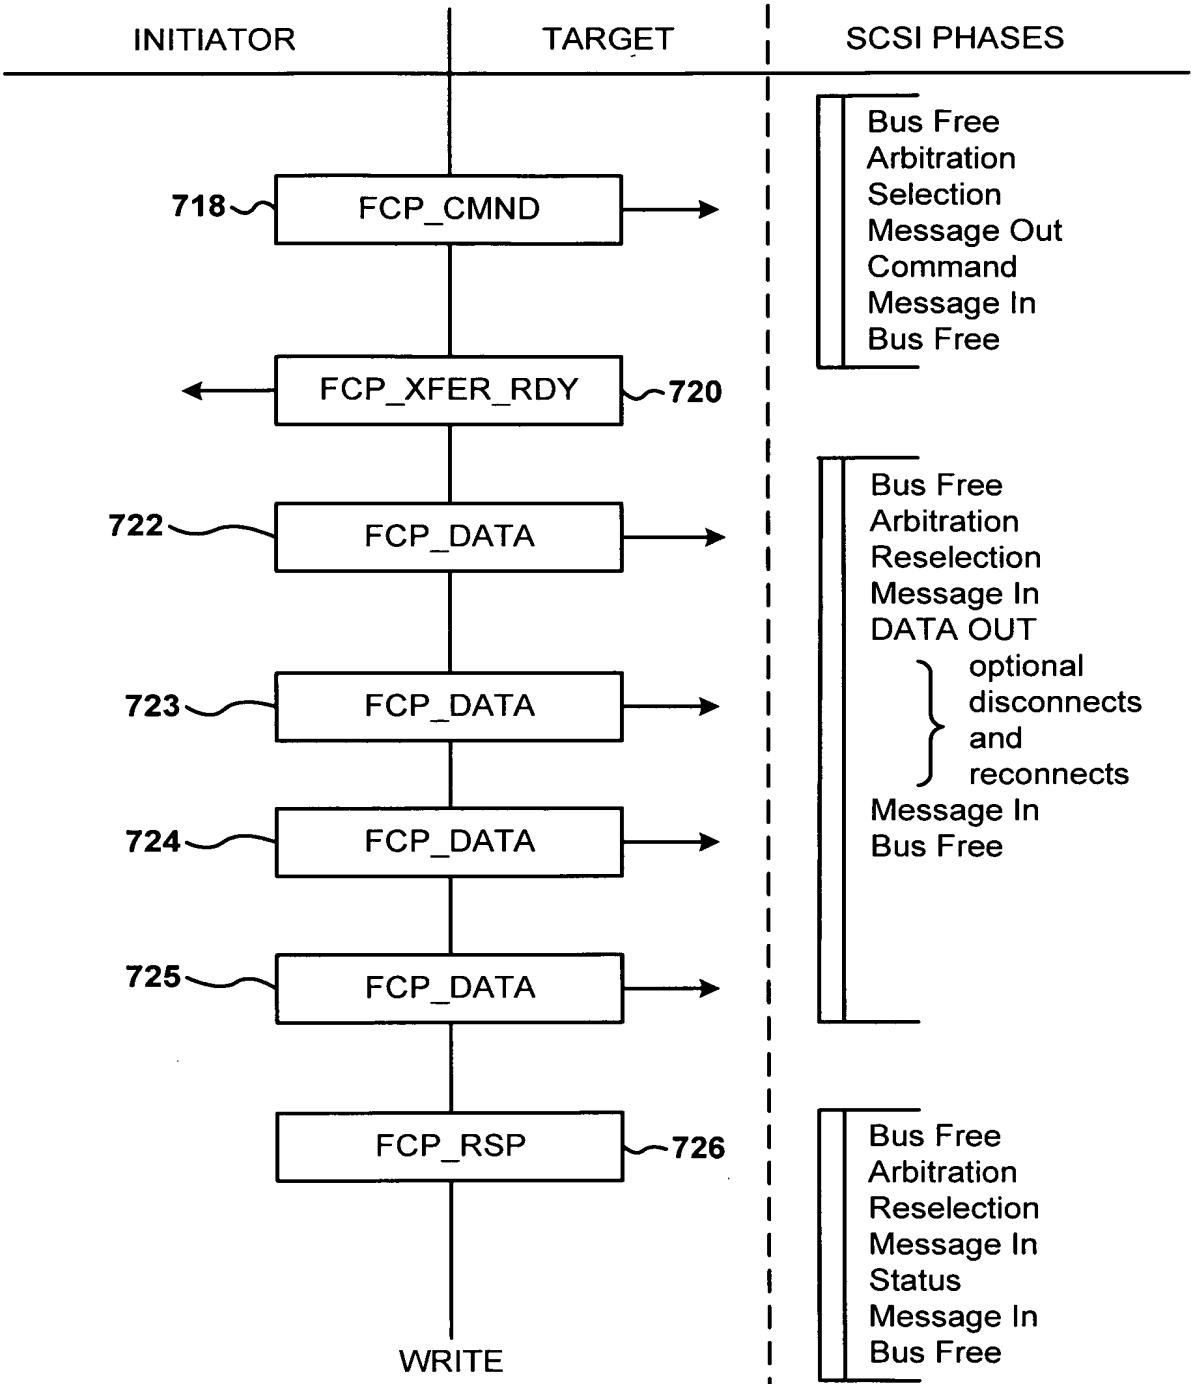 INITIATOR
TARGET
SCSI PHASES
718
FCP_CMND
Bus Free
Arbitration
Selection
Message Out
Command
Message In
Bus Free
FCP_XFER_RDY
720
722
FCP_DATA
723
FCP_DATA
724
FCP_DATA
725
FCP_DATA
Bus Free
Arbitration
Reselection
Message In
DATA OUT
optional
disconnects
and
reconnects
Message In
Bus Free
FCP_RSP
726
Bus Free
Arbitration
Reselection
Message In
Status
Message In
Bus Free
WRITE